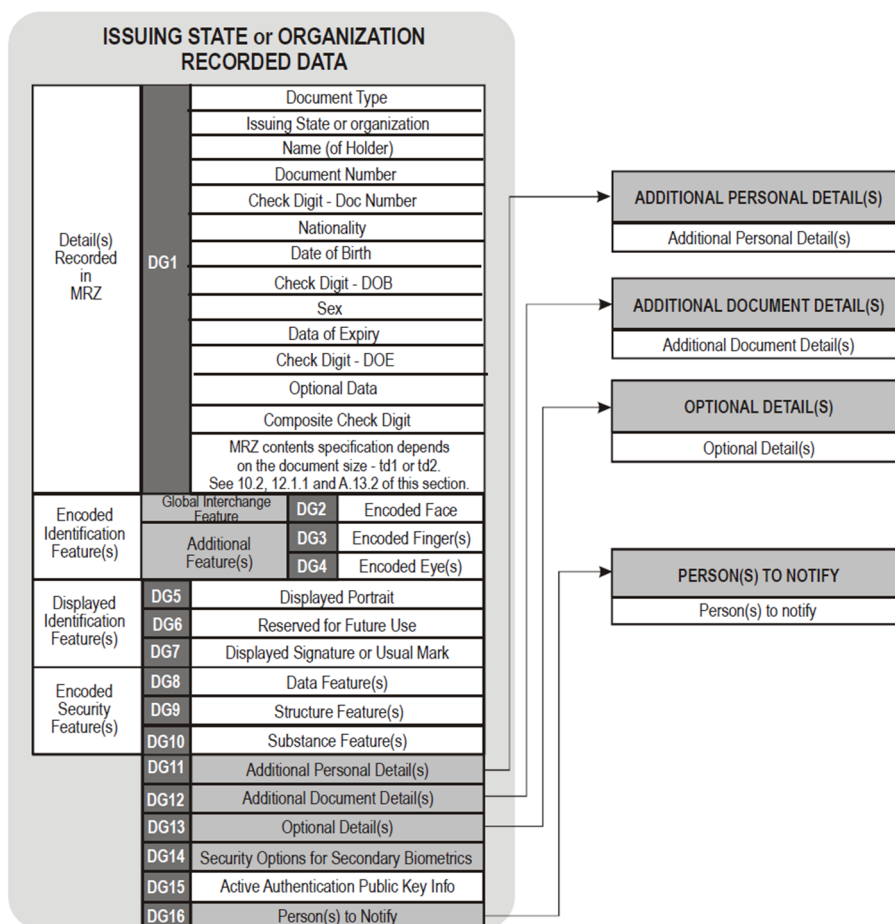 ISSUING STATE or ORGANIZATION
RECORDED DATA
Detail(s)
Recorded
in
MRZ
DG1
Document Type
Issuing State or organization
Name (of Holder)
Document Number
Check Digit - Doc Number
Nationality
Date of Birth
Check Digit - DOB
Sex
Data of Expiry
Check Digit - DOE
Optional Data
Composite Check Digit
MRZ contents specification depends
on the document size - td1 or td2.
See 10.2, 12.1.1 and A.13.2 of this section.
Encoded
Identification
Feature(s)
Global Interchange
Feature
DG2 Encoded Face
Additional
Feature(s)
DG3 Encoded Finger(s)
DG4 Encoded Eye(s)
Displayed
Identification
Feature(s)
DG5 Displayed Portrait
DG6 Reserved for Future Use
DG7 Displayed Signature or Usual Mark
Encoded
Security
Feature(s)
DG8 Data Feature(s)
DG9 Structure Feature(s)
DG10 Substance Feature(s)
DG11 Additional Personal Detail(s)
DG12 Additional Document Detail(s)
DG13 Optional Detail(s)
DG14 Security Options for Secondary Biometrics
DG15 Active Authentication Public Key Info
DG16 Person(s) to Notify
ADDITIONAL PERSONAL DETAIL(S)
Additional Personal Detail(s)
ADDITIONAL DOCUMENT DETAIL(S)
Additional Document Detail(s)
OPTIONAL DETAIL(S)
Optional Detail(s)
PERSON(S) TO NOTIFY
Person(s) to notify